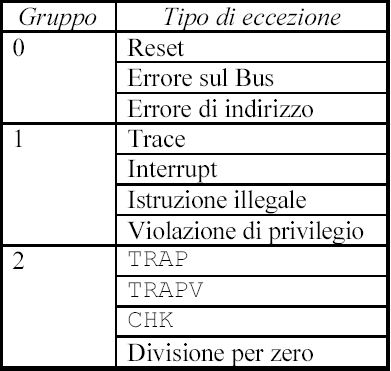 Gruppo Tipo di eccezione
0 Reset
Errore sul Bus
Errore di indirizzo
1 Trace
Interrupt
Istruzione illegale
Violazione di privilegio
2 TRAP
TRAPV
CHK
Divisione per zero